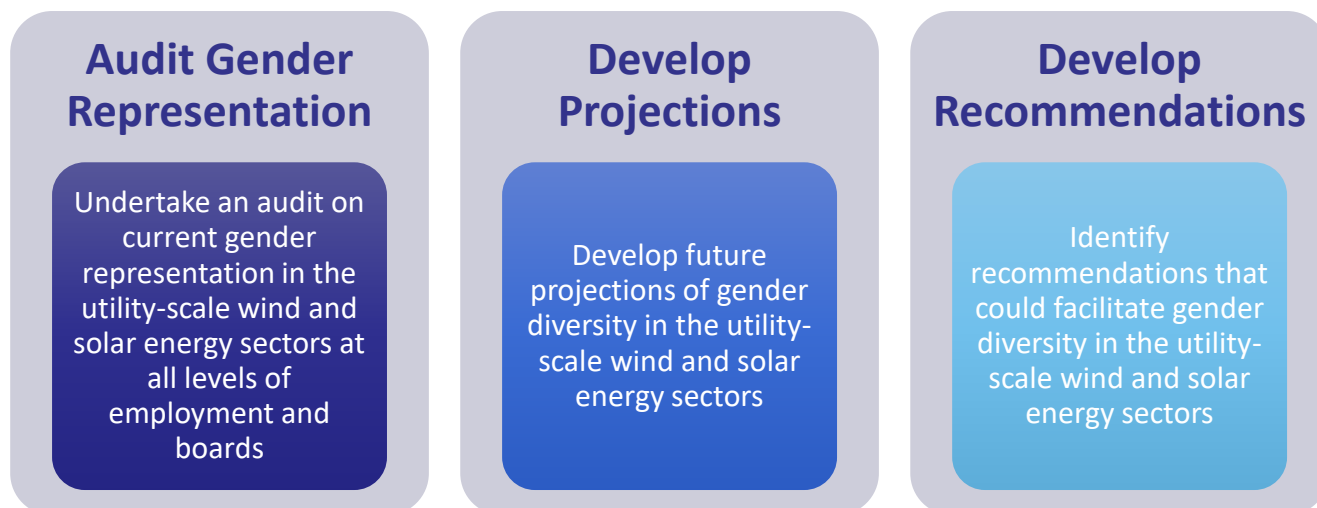 Audit Gender
Representation
Undertake an audit on
current gender
representation in the
utility-scale wind and
solar energy sectors at
all levels of
employment and
boards
Develop
Projections
Develop future
projections of gender
diversity in the utility-
scale wind and solar
energy sectors
Develop
Recommendations
Identify
recommendations that
could facilitate gender
diversity in the utility-
scale wind and solar
energy sectors